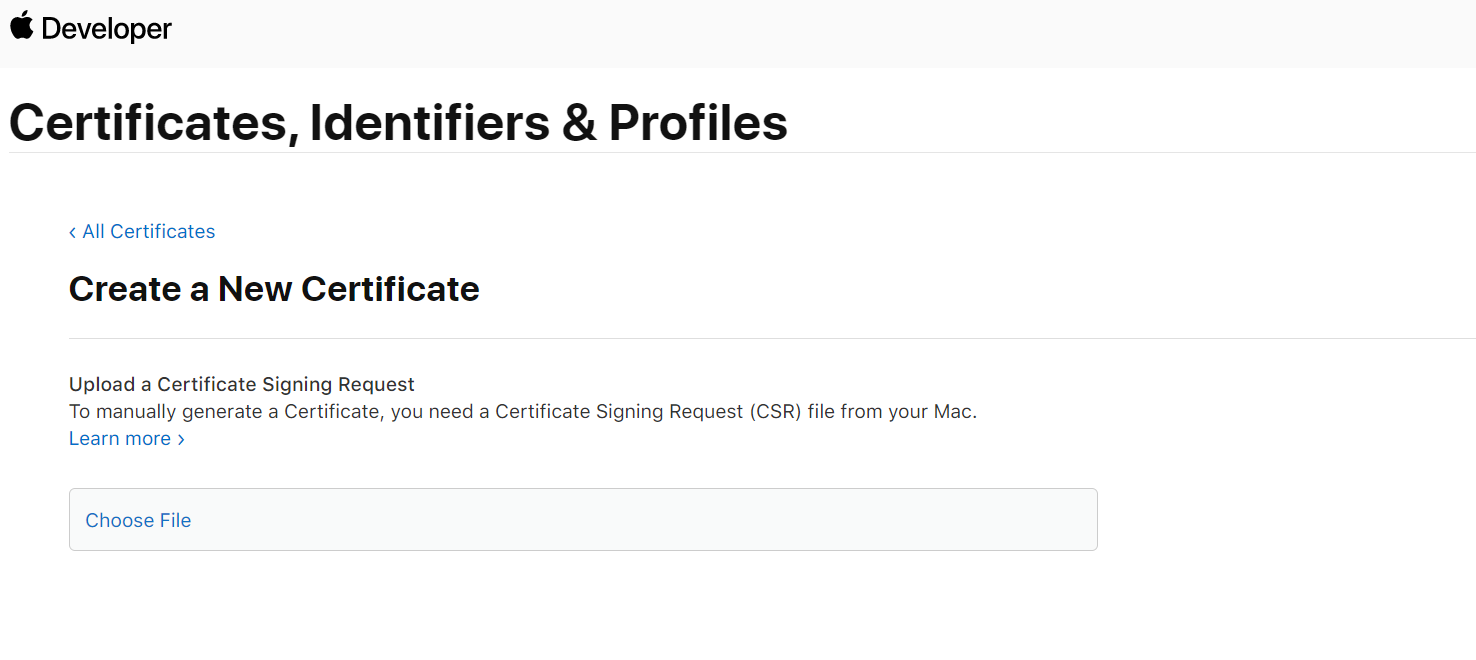 Developer
Certificates, Identifiers & Profiles
‹ All Certificates
Create a New Certificate
Upload a Certificate Signing Request
To manually generate a Certificate, you need a Certificate Signing Request (CSR) file from your Mac.
Learn more ›
Choose File